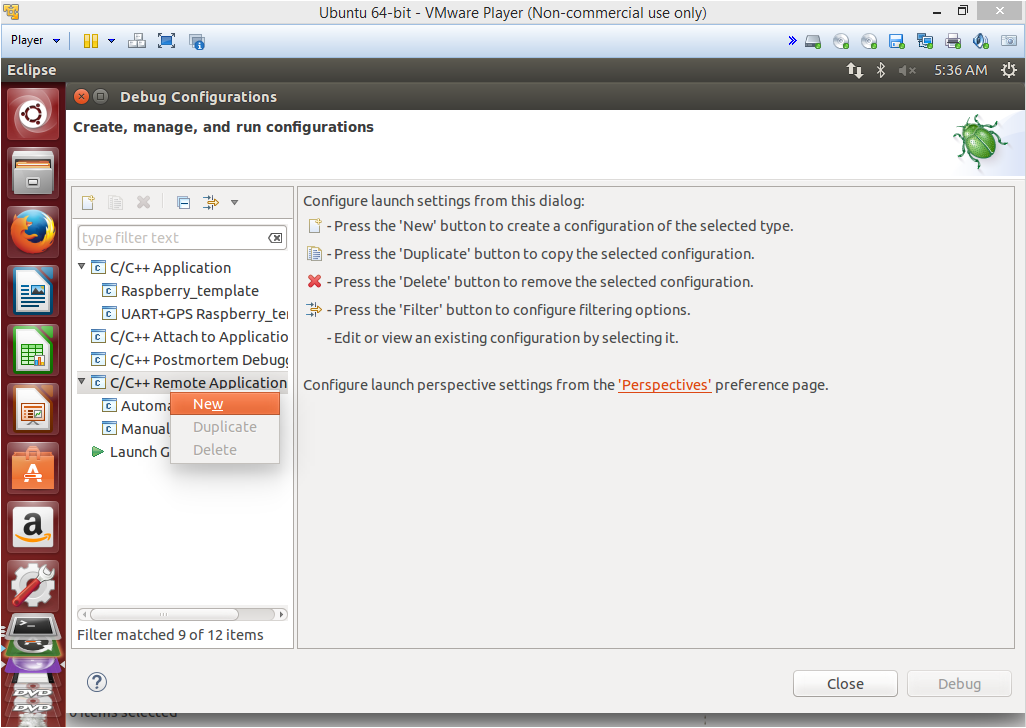 Ubuntu 64-bit - VMware Player (Non-commercial use only)
Player
Eclipse
5:36 AM
Debug Configurations
Create, manage, and run configurations
type filter text
C/C++ Application
Raspberry_template
UART+GPS Raspberry_te
C/C++ Attach to Applicatio
C/C++ Postmortem Debugg
C/C++ Remote Application
Autom
Manual
Launch G
New
Duplicate
Delete
Filter matched 9 of 12 items
Configure launch settings from this dialog:
- Press the 'New' button to create a configuration of the selected type.
- Press the 'Duplicate' button to copy the selected configuration.
- Press the 'Delete' button to remove the selected configuration.
- Press the 'Filter' button to configure filtering options.
- Edit or view an existing configuration by selecting it.
Configure launch perspective settings from the 'Perspectives' preference page.
Close
Debug
items selected